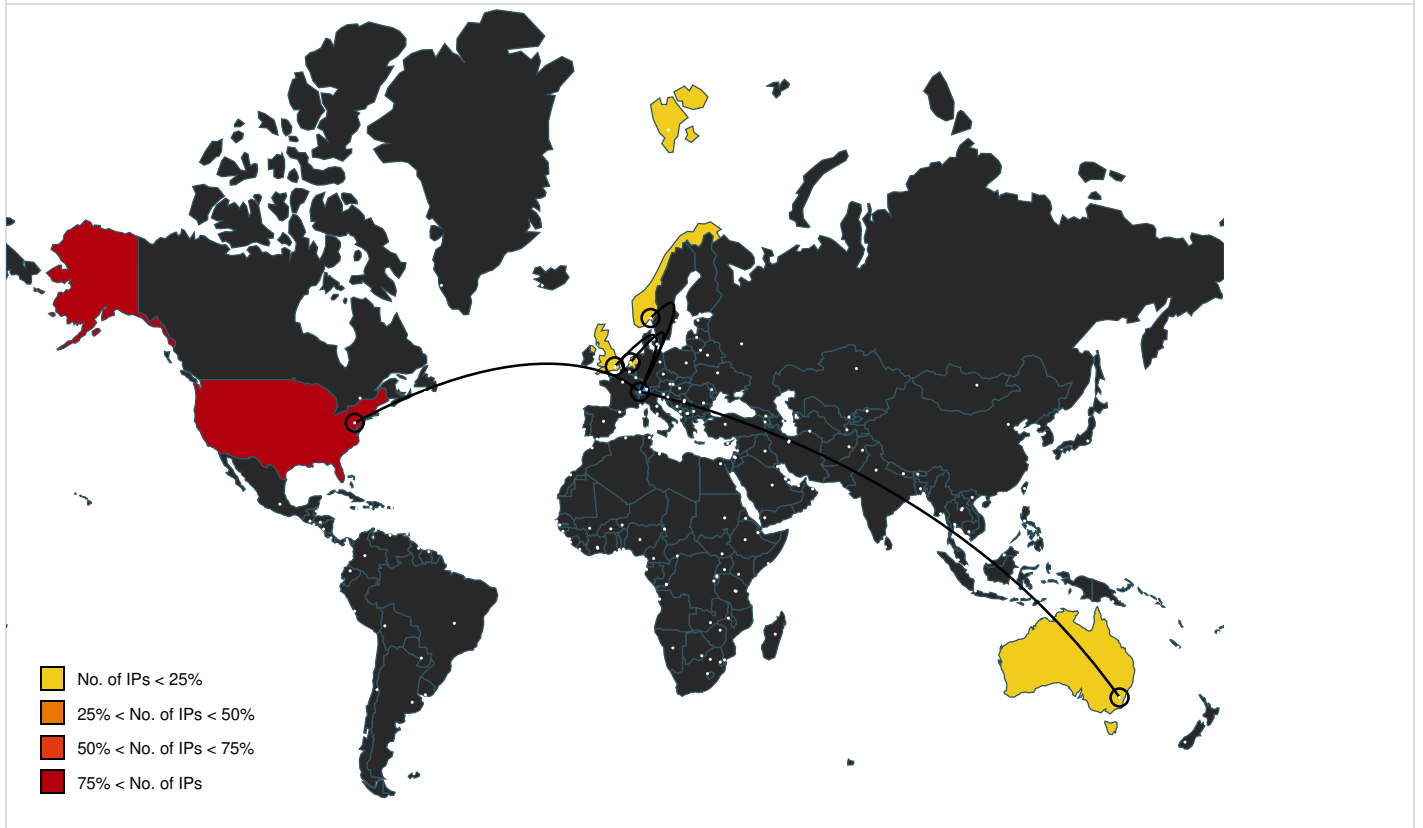 No. of IPs < 25%
25% < No. of IPs < 50%
50% < No. of IPs < 75%
75% < No. of IPs